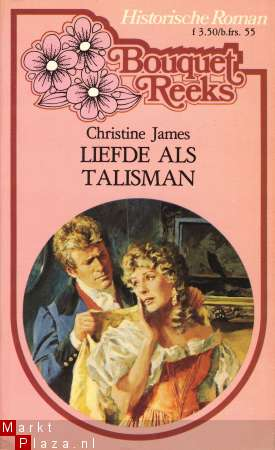 Historische Roman
f 3.50/b.frs. 55
Bouquet
Reeks
Christine James
LIEFDE ALS
TALISMAN
Markt
Plaza.nl